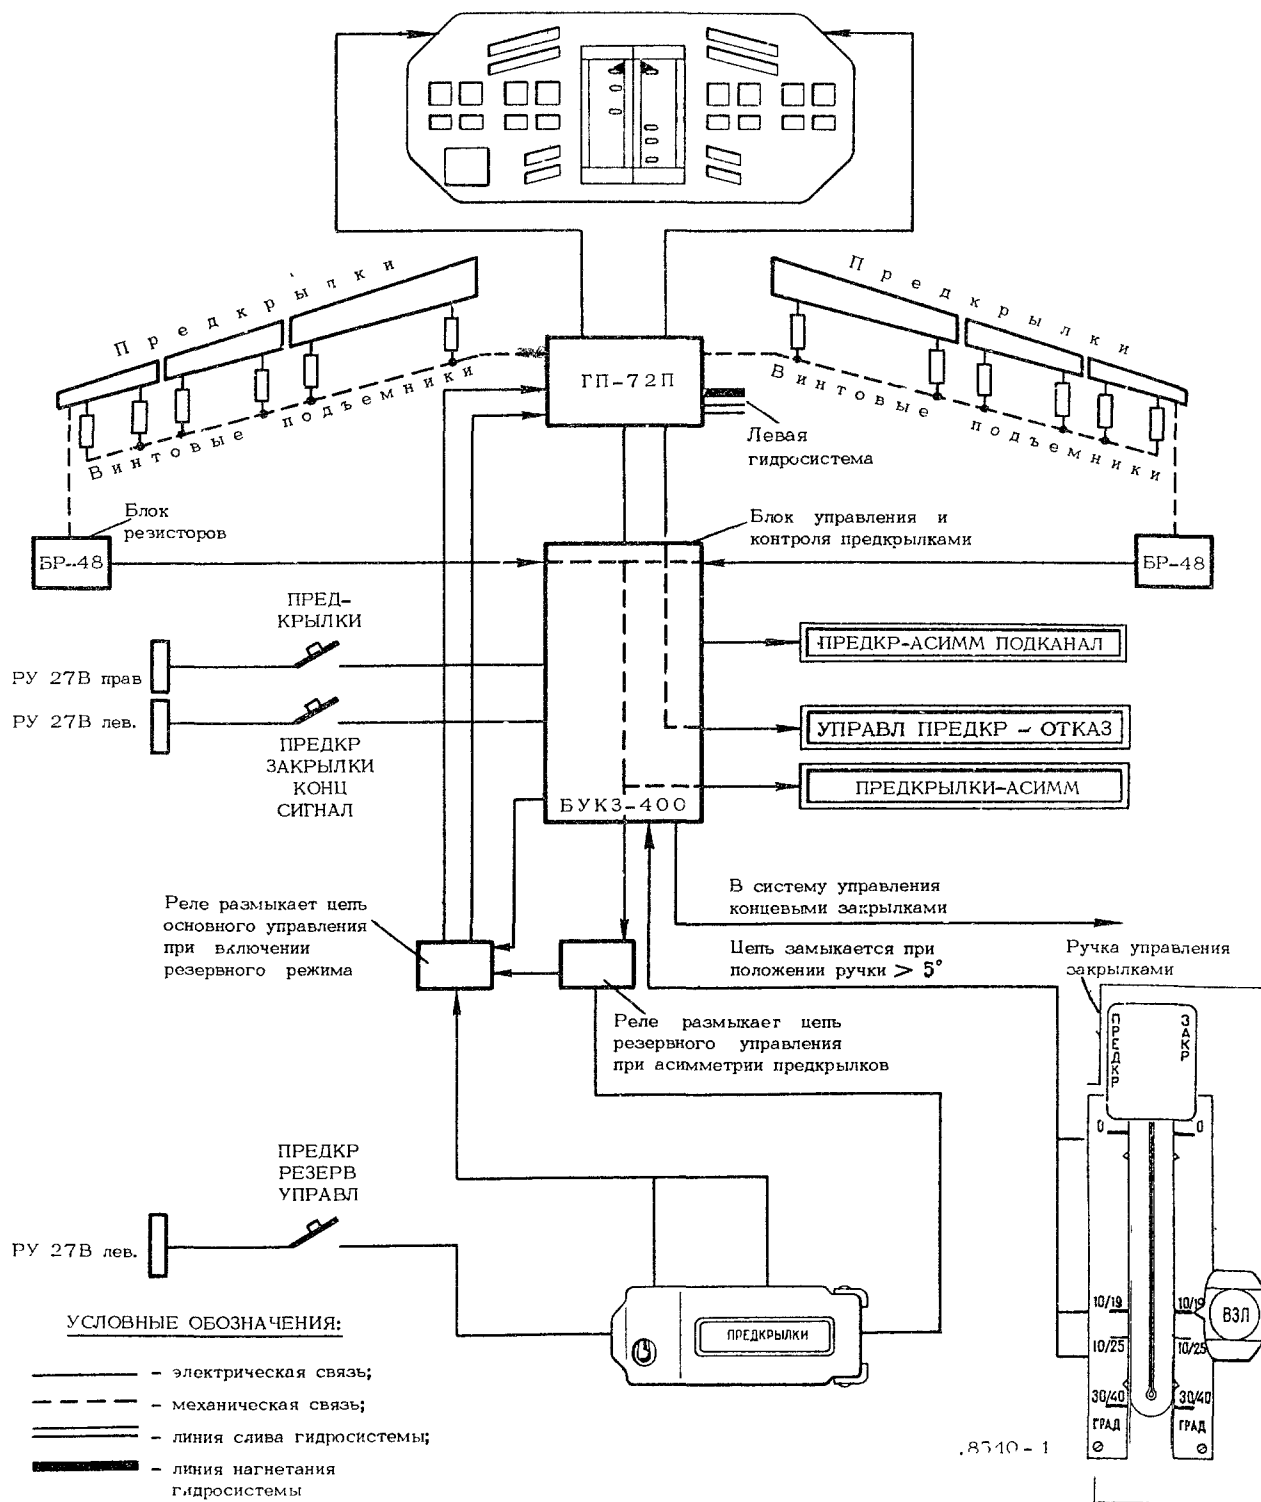 Предкрылки
Предкрылки
ГП-72П
Винтовые подъемники
Винтовые подъемники
Левая
гидросистема
Блок
резисторов
Блок управления и
контроля предкрылками
БР-48
БР-48
ПРЕД-
КРЫЛКИ
ПРЕДКР-АСИММ ПОДКАНАЛ
РУ 27В прав
РУ 27В лев.
УПРАВЛ ПРЕДКР - ОТКАЗ
ПРЕДКР
ЗАКРЫЛКИ
КОНЦ
СИГНАЛ
ПРЕДКРЫЛКИ-АСИММ
БУКЗ-400
В систему управления
концевыми закрылками
Реле размыкает цепь
основного управления
при включении
резервного режима
Цепь замыкается при
положении ручки > 5°
Ручка управления
закрылками
Реле размыкает цепь
резервного управления
при асимметрии предкрылков
ПРЕДКР
ЗАКР
0 0
ПРЕДКР
РЕЗЕРВ
УПРАВЛ
РУ 27В лев.
10/19 10/19
ВЗЛ
10/25 10/25
30/40 30/40
ГРАД ГРАД
ПРЕДКРЫЛКИ
УСЛОВНЫЕ ОБОЗНАЧЕНИЯ:
- электрическая связь;
- механическая связь;
- линия слива гидросистемы;
- линия нагнетания
гидросистемы